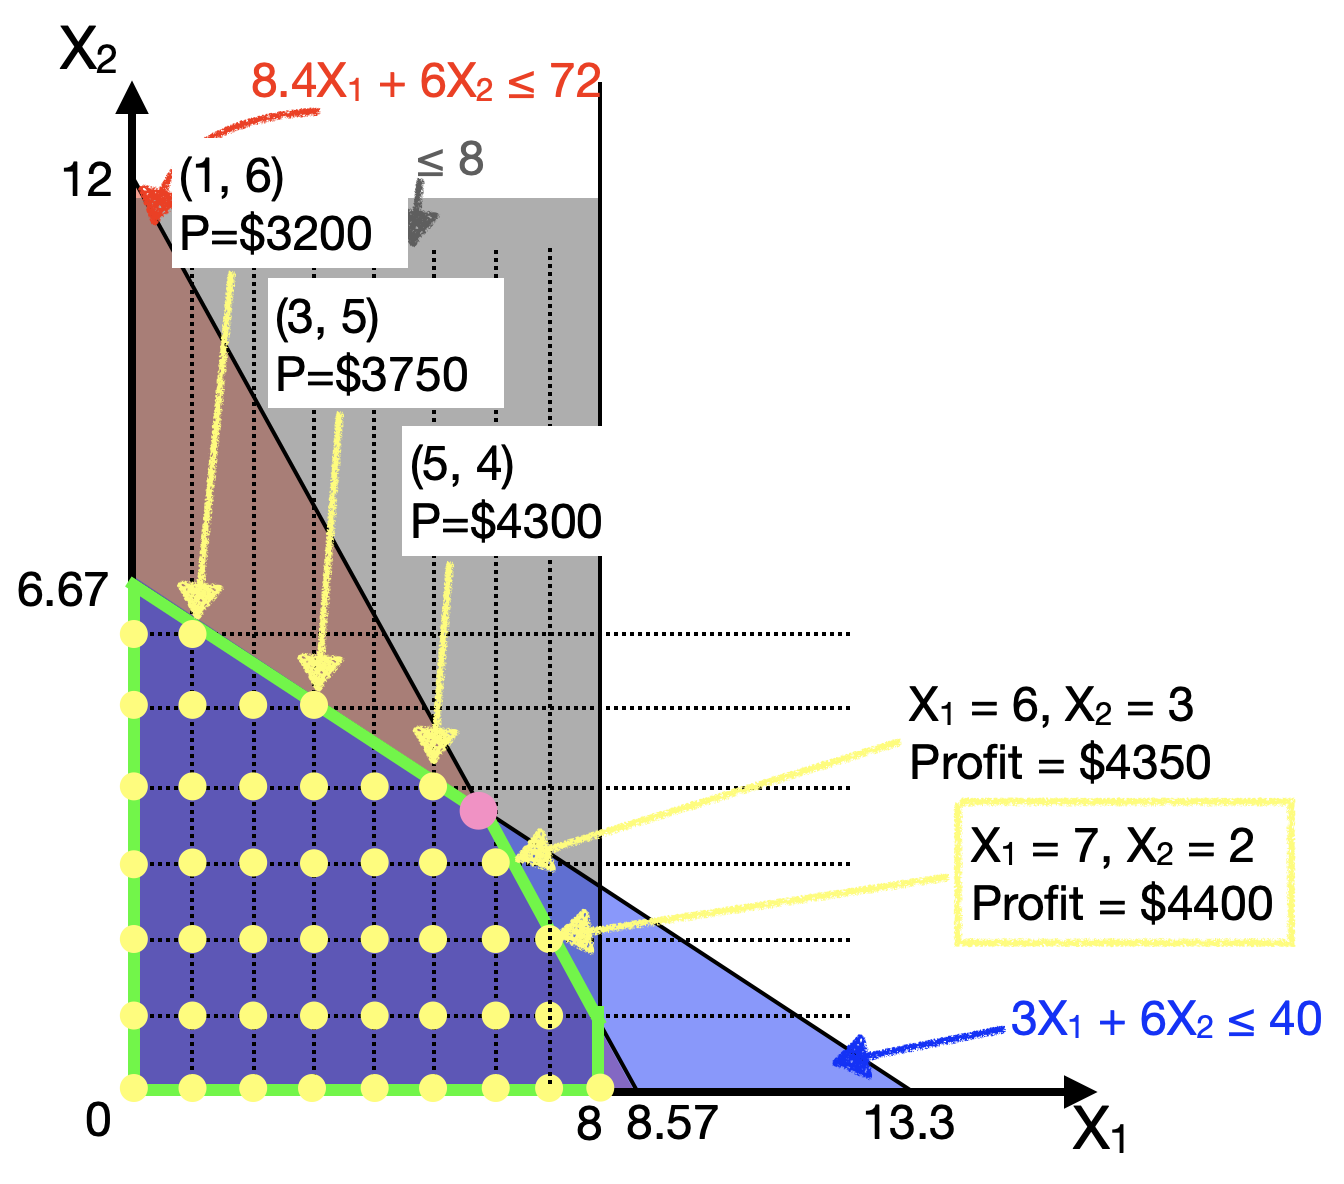 X₂
8.4X₁ + 6X₂ ≤ 72
≤ 8
12
(1, 6)
P=$3200
(3, 5)
P=$3750
(5, 4)
P=$4300
6.67
X₁ = 6, X₂ = 3
Profit = $4350
X₁ = 7, X₂ = 2
Profit = $4400
3X₁ + 6X₂ ≤ 40
0
8
8.57
13.3
X₁